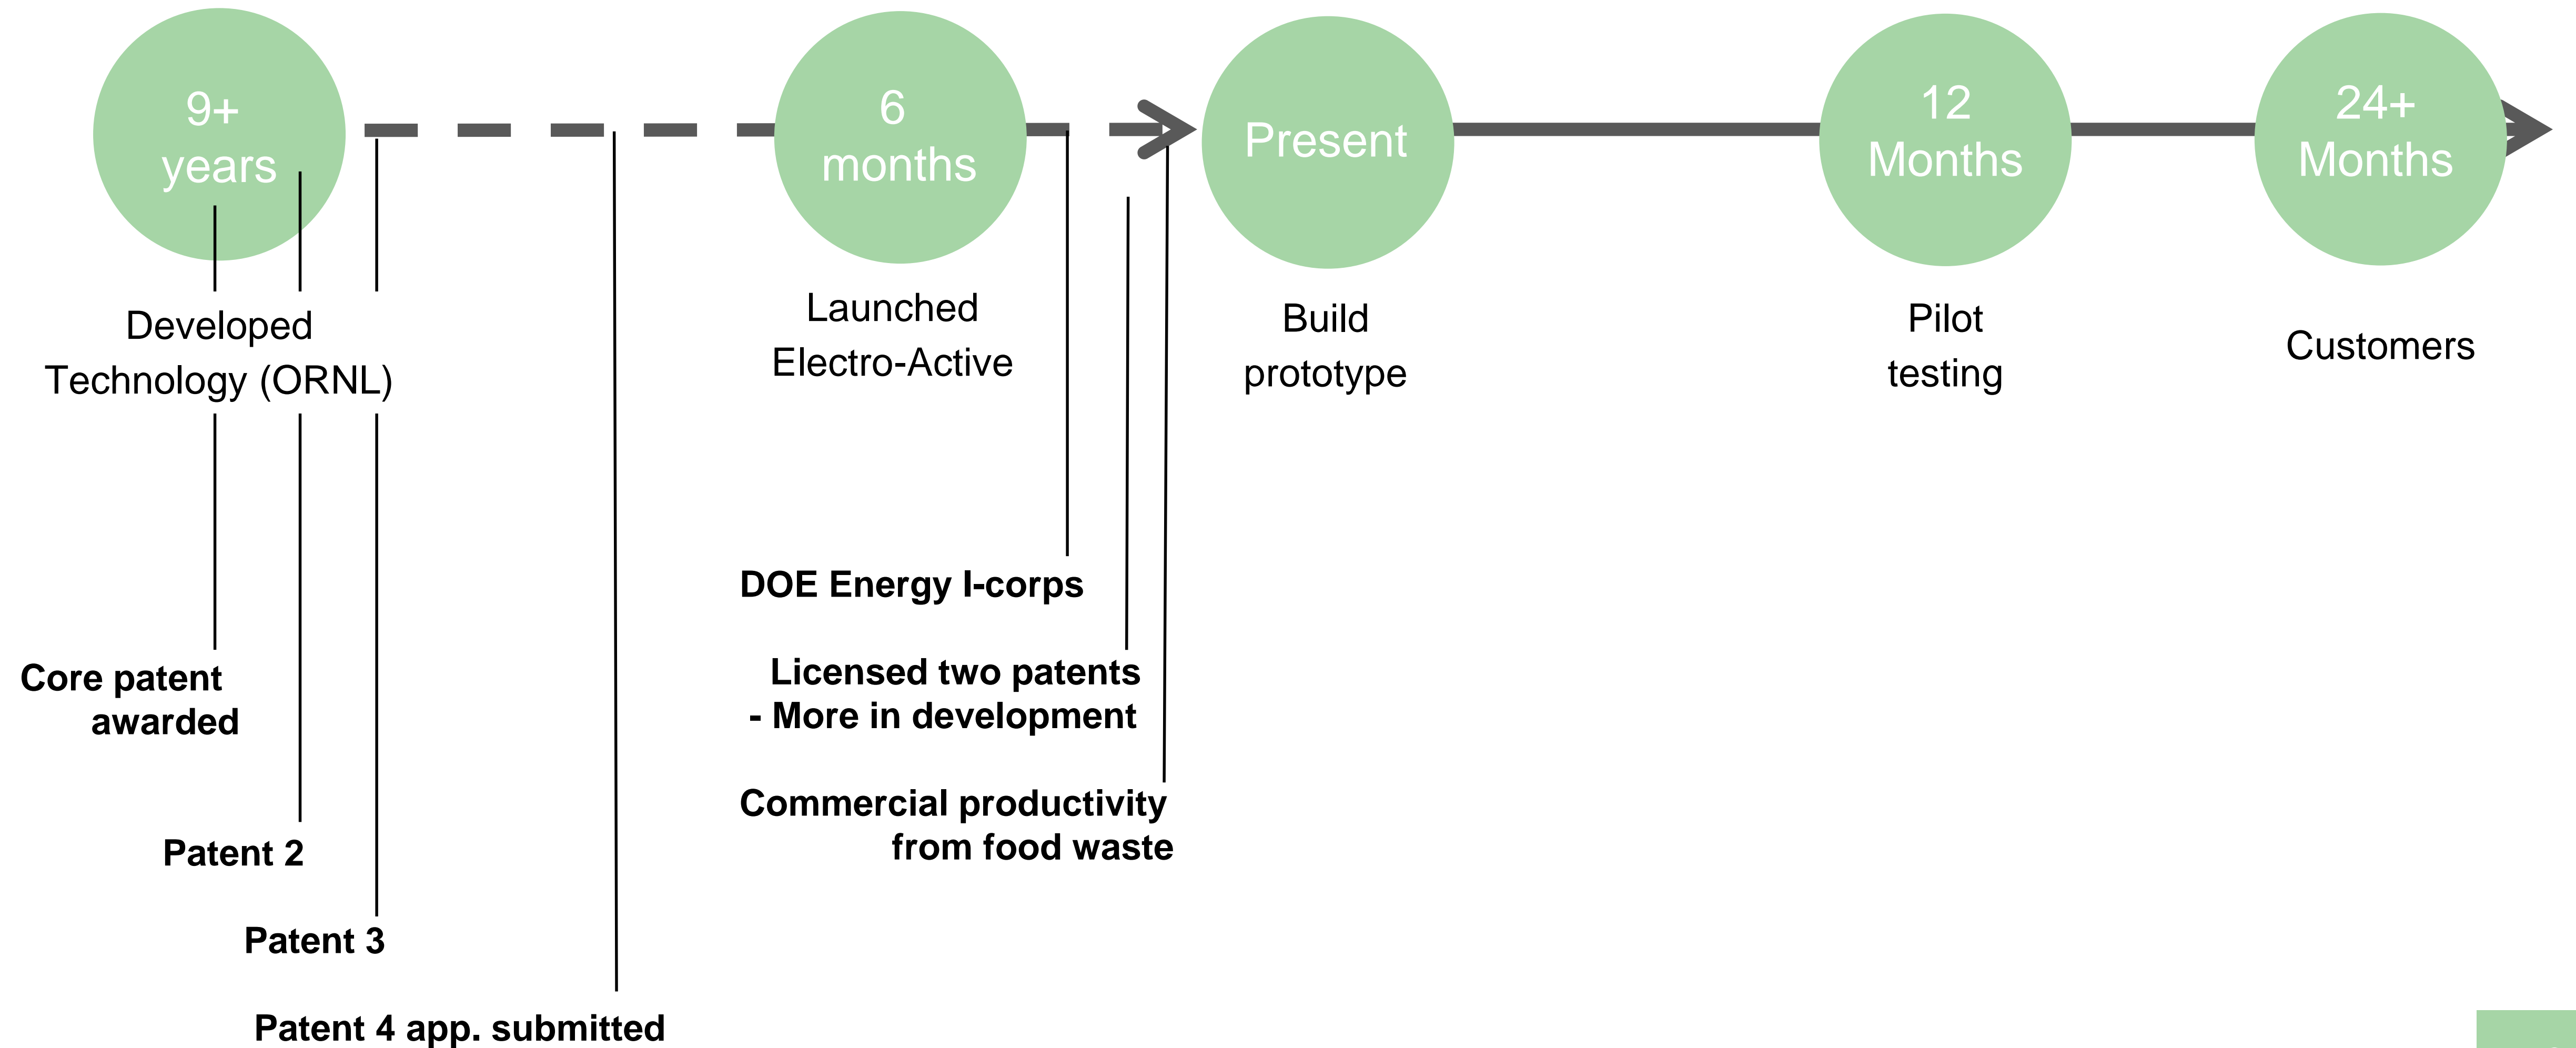 9+
years
6
months
Present
12
Months
24+
Months
Developed
Technology (ORNL)
Launched
Electro-Active
Build
prototype
Pilot
testing
Customers
DOE Energy I-corps
Licensed two patents
- More in development
Commercial productivity
from food waste
Core patent
awarded
Patent 2
Patent 3
Patent 4 app. submitted